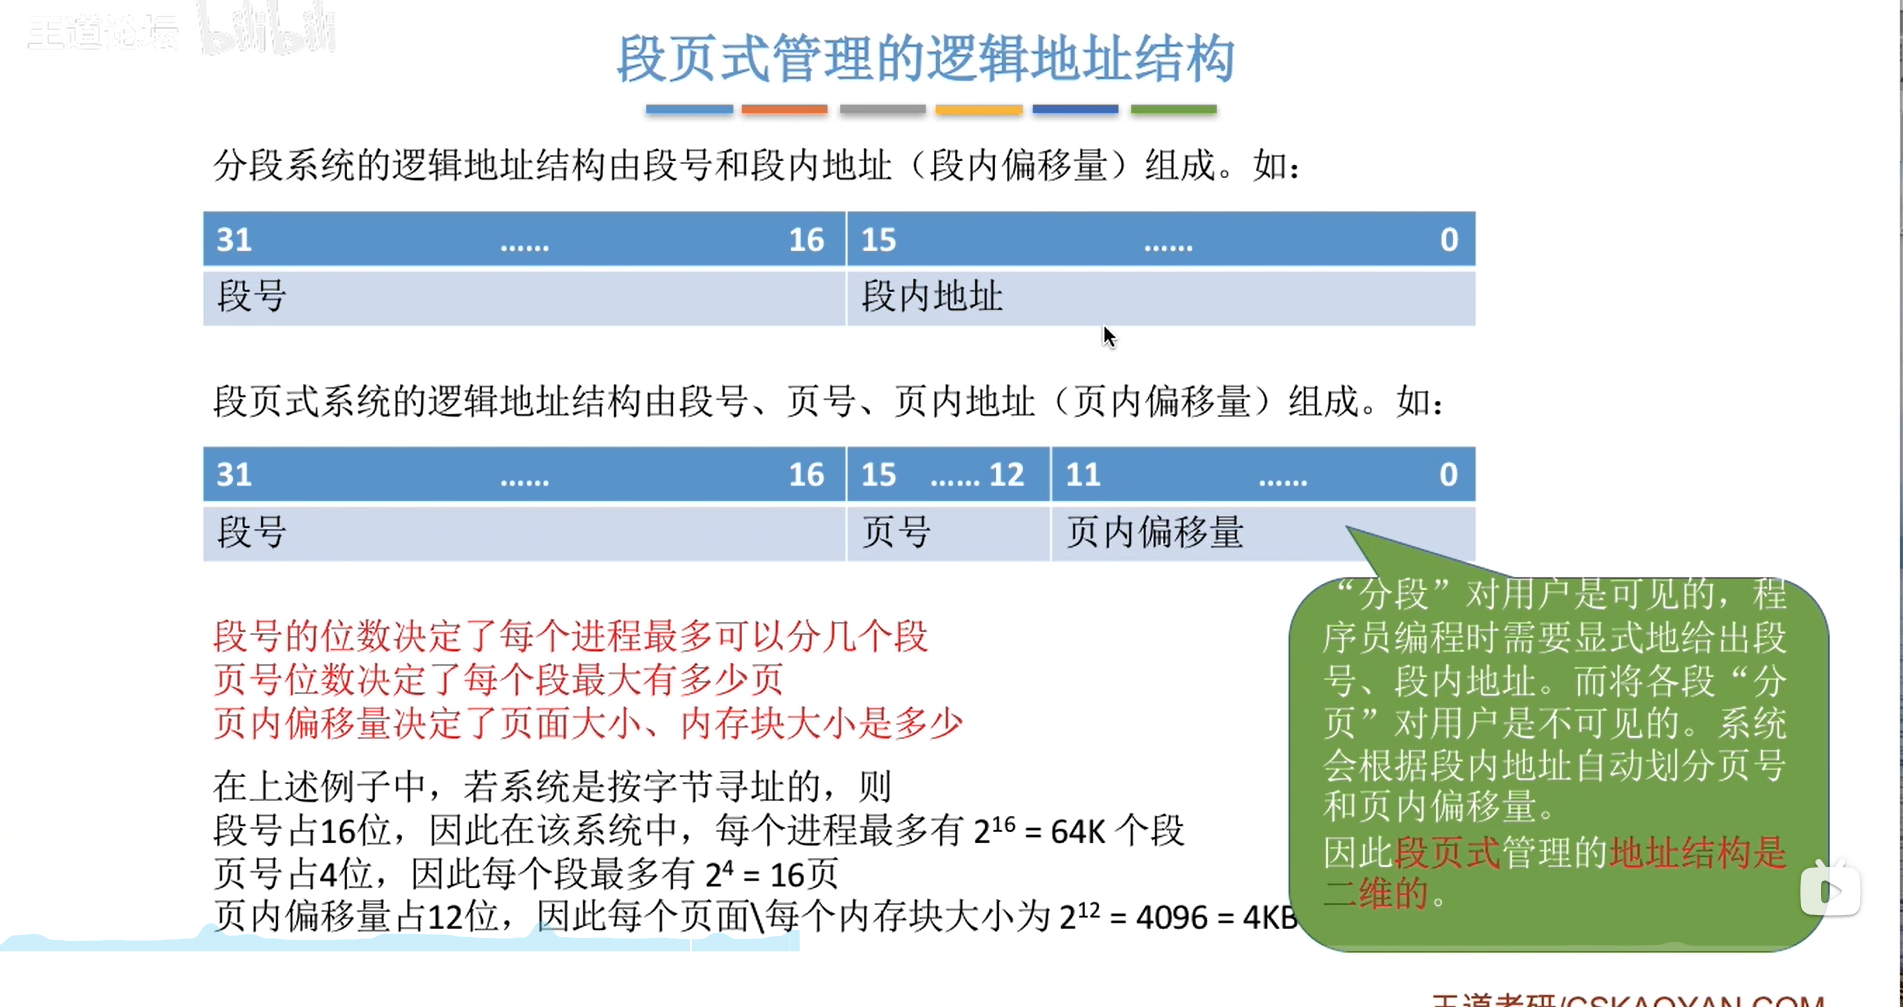 王道论坛 bilibili
段页式管理的逻辑地址结构
分段系统的逻辑地址结构由段号和段内地址（段内偏移量）组成。如：
31 …… 16 15 …… 0
段号 段内地址
段页式系统的逻辑地址结构由段号、页号、页内地址（页内偏移量）组成。如：
31 …… 16 15 …… 12 11 …… 0
段号 页号 页内偏移量
段号的位数决定了每个进程最多可以分几个段
页号位数决定了每个段最大有多少页
页内偏移量决定了页面大小、内存块大小是多少
在上述例子中，若系统是按字节寻址的，则
段号占16位，因此在该系统中，每个进程最多有 2¹⁶ = 64K 个段
页号占4位，因此每个段最多有 2⁴ = 16页
页内偏移量占12位，因此每个页面\每个内存块大小为 2¹² = 4096 = 4KB
“分段”对用户是可见的，程
序员编程时需要显式地给出段
号、段内地址。而将各段“分
页”对用户是不可见的。系统
会根据段内地址自动划分页号
和页内偏移量。
因此段页式管理的地址结构是
二维的。
王道考研/CSKAOYAN.COM